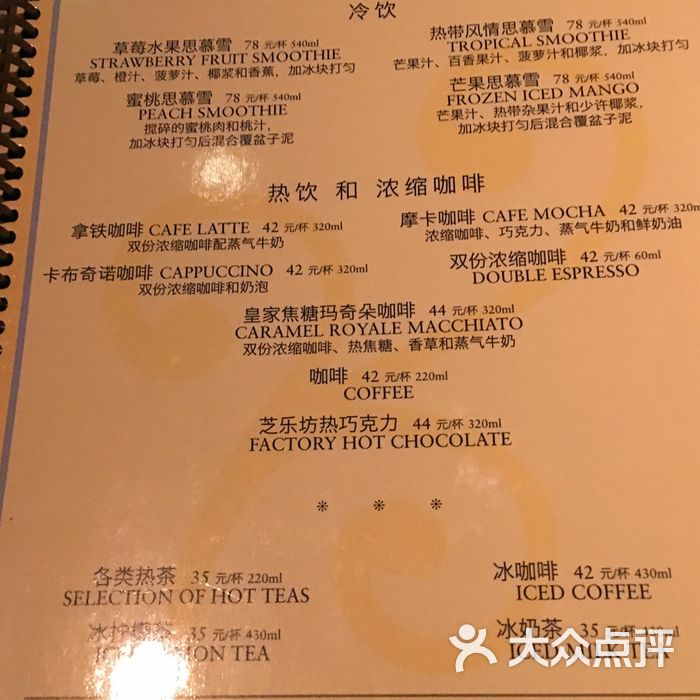 冷饮
草莓水果思慕雪 78 元/杯 540ml
STRAWBERRY FRUIT SMOOTHIE
草莓、橙汁、菠萝汁、椰浆和香蕉，加冰块打匀
热带风情思慕雪 78 元/杯 540ml
TROPICAL SMOOTHIE
芒果汁、百香果汁、菠萝汁和椰浆，加冰块打匀
蜜桃思慕雪 78 元/杯 540ml
PEACH SMOOTHIE
搅碎的蜜桃肉和桃汁，
加冰块打匀后混合覆盆子泥
芒果思慕雪 78 元/杯 540ml
FROZEN ICED MANGO
芒果汁、热带杂果汁和少许椰浆，
加冰块打匀后混合覆盆子泥
热饮 和 浓缩咖啡
拿铁咖啡 CAFE LATTE 42 元/杯 320ml
双份浓缩咖啡配蒸气牛奶
摩卡咖啡 CAFE MOCHA 42 元/杯 320ml
浓缩咖啡、巧克力、蒸气牛奶和鲜奶油
卡布奇诺咖啡 CAPPUCCINO 42 元/杯 320ml
双份浓缩咖啡和奶泡
双份浓缩咖啡 42 元/杯 60ml
DOUBLE ESPRESSO
皇家焦糖玛奇朵咖啡 44 元/杯 320ml
CARAMEL ROYALE MACCHIATO
双份浓缩咖啡、热焦糖、香草和蒸气牛奶
咖啡 42 元/杯 220ml
COFFEE
芝乐坊热巧克力 44 元/杯 320ml
FACTORY HOT CHOCOLATE
各类热茶 35 元/杯 220ml
SELECTION OF HOT TEAS
冰咖啡 42 元/杯 430ml
ICED COFFEE
冰柠檬茶 35 元/杯 430ml
ICED LEMON TEA
冰奶茶 35 元/杯
ICED MILK TEA
大众点评